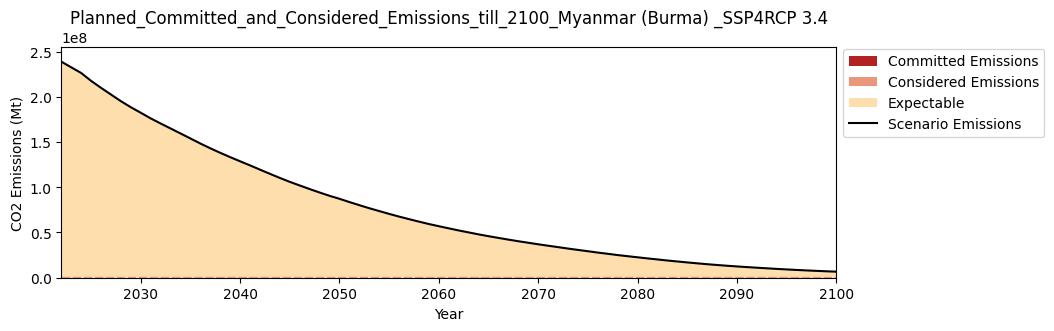 Planned_Committed_and_Considered_Emissions_till_2100_Myanmar (Burma) _SSP4RCP 3.4
1e8
2.5
2.0
1.5
1.0
0.5
0.0
CO2 Emissions (Mt)
2030 2040 2050 2060 2070 2080 2090 2100
Year
Committed Emissions
Considered Emissions
Expectable
Scenario Emissions